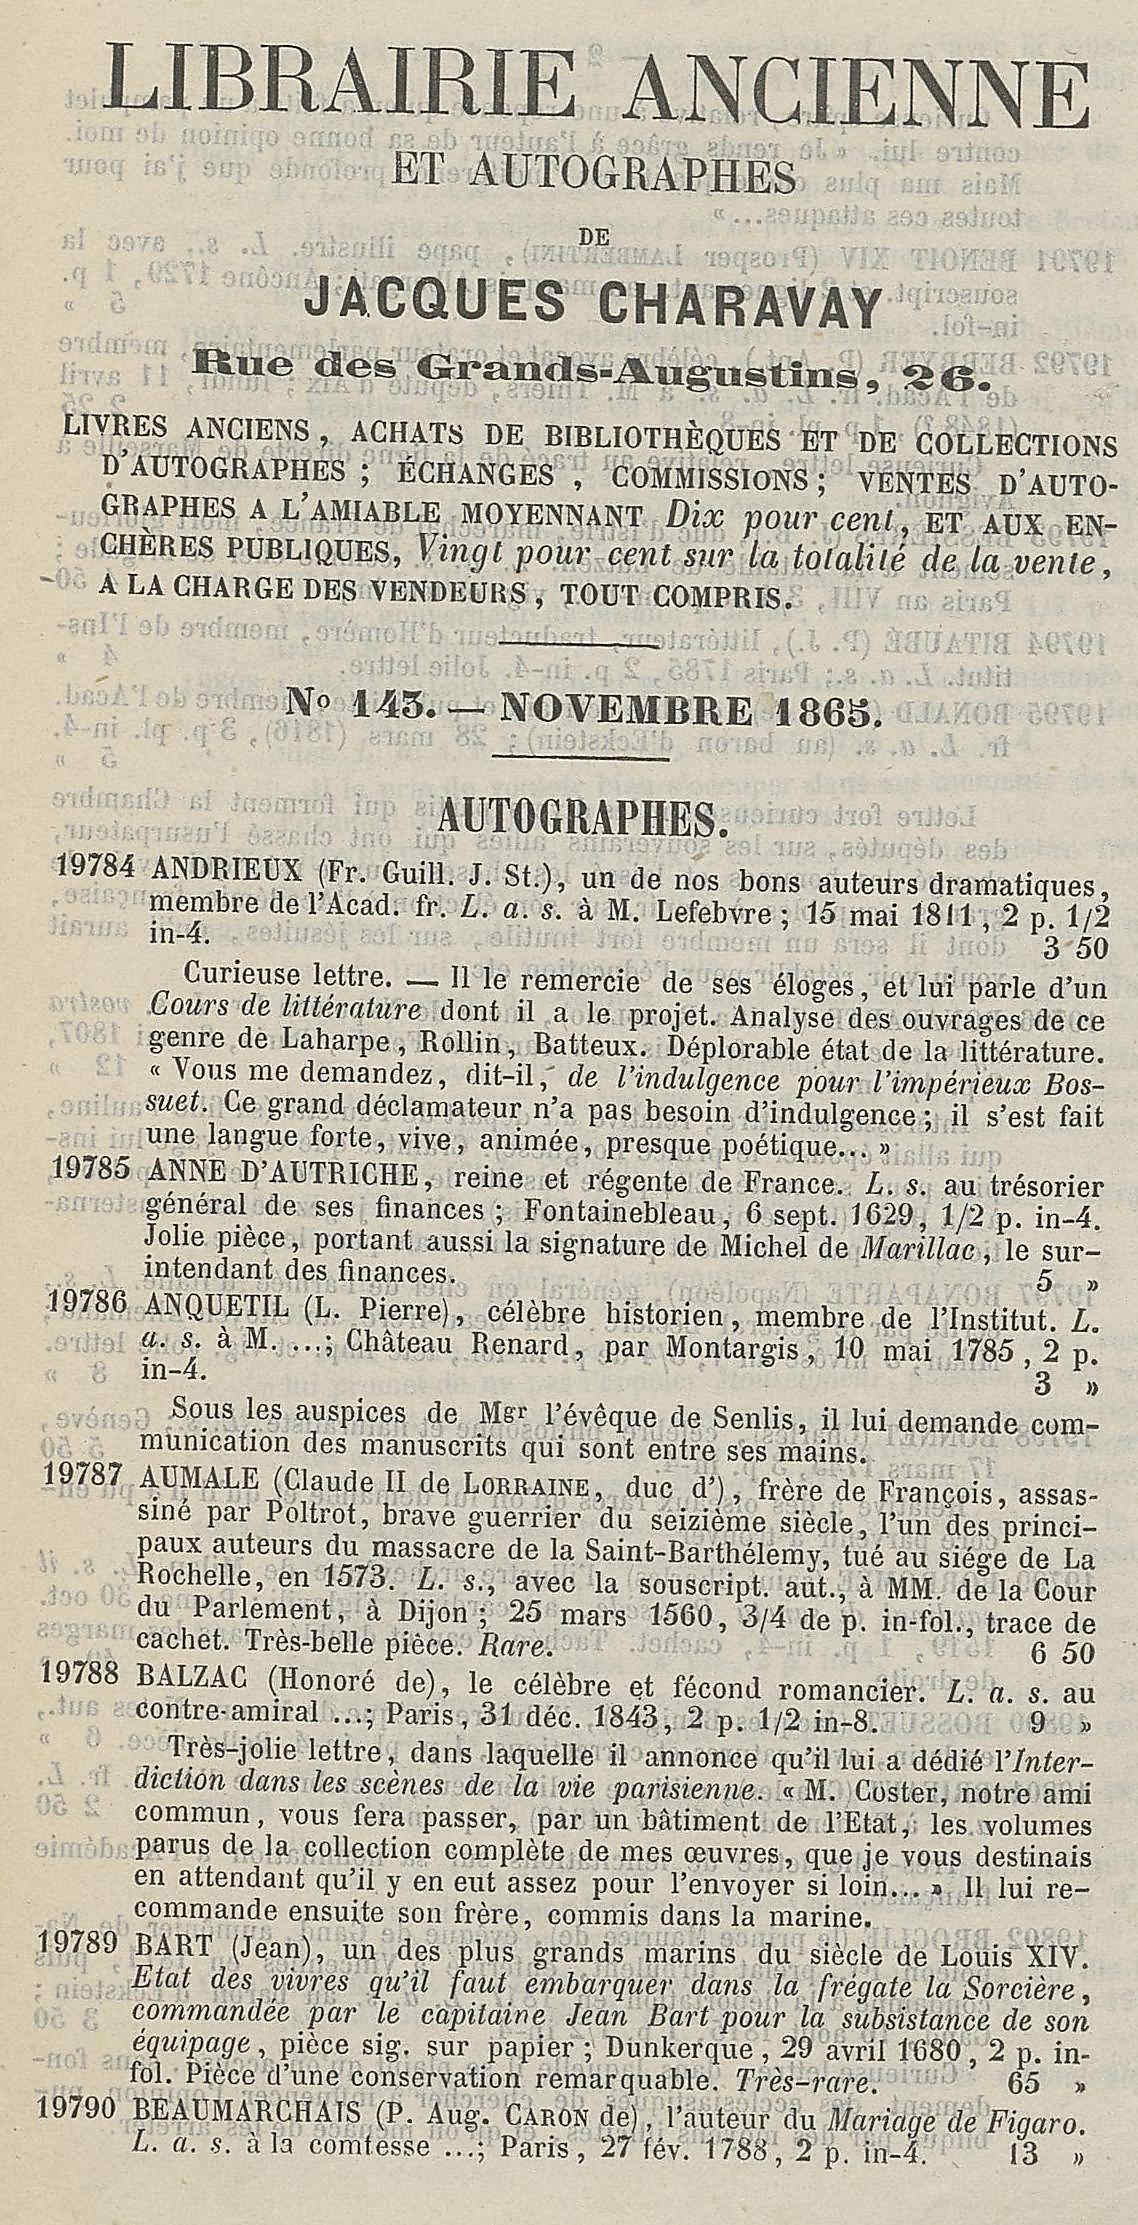 LIBRAIRIE ANCIENNE
ET AUTOGRAPHES
DE
JACQUES CHARAVAY
Rue des Grands-Augustins, 26.
LIVRES ANCIENS, ACHATS DE BIBLIOTHÈQUES ET DE COLLECTIONS
D'AUTOGRAPHES ; ÉCHANGES , COMMISSIONS ; VENTES D'AUTO-
GRAPHES A L'AMIABLE MOYENNANT Dix pour cent, ET AUX EN-
CHÈRES PUBLIQUES, Vingt pour cent sur la totalité de la vente,
A LA CHARGE DES VENDEURS, TOUT COMPRIS.
No 143. — NOVEMBRE 1865.
AUTOGRAPHES.
19784 ANDRIEUX (Fr. Guill. J. St.), un de nos bons auteurs dramatiques,
membre de l'Acad. fr. L. a. s. à M. Lefebvre ; 15 mai 1811, 2 p. 1/2
in-4. 3 50
Curieuse lettre. — Il le remercie de ses éloges, et lui parle d'un
Cours de littérature dont il a le projet. Analyse des ouvrages de ce
genre de Laharpe, Rollin, Batteux. Déplorable état de la littérature.
« Vous me demandez, dit-il, de l'indulgence pour l'impérieux Bos-
suet. Ce grand déclamateur n'a pas besoin d'indulgence ; il s'est fait
une langue forte, vive, animée, presque poétique... »
19785 ANNE D'AUTRICHE, reine et régente de France. L. s. au trésorier
général de ses finances ; Fontainebleau, 6 sept. 1629, 1/2 p. in-4.
Jolie pièce, portant aussi la signature de Michel de Marillac, le sur-
intendant des finances. 5 »
19786 ANQUETIL (L. Pierre), célèbre historien, membre de l'Institut. L.
a. s. à M. ...; Château Renard, par Montargis, 10 mai 1785, 2 p.
in-4. 3 »
Sous les auspices de Mgr l'évêque de Senlis, il lui demande com-
munication des manuscrits qui sont entre ses mains.
19787 AUMALE (Claude II de LORRAINE, duc d'), frère de François, assas-
siné par Poltrot, brave guerrier du seizième siècle, l'un des princi-
paux auteurs du massacre de la Saint-Barthélemy, tué au siége de La
Rochelle, en 1573. L. s., avec la souscript. aut., à MM. de la Cour
du Parlement, à Dijon ; 25 mars 1560, 3/4 de p. in-fol., trace de
cachet. Très-belle pièce. Rare. 6 50
19788 BALZAC (Honoré de), le célèbre et fécond romancier. L. a. s. au
contre-amiral ...; Paris, 31 déc. 1843, 2 p. 1/2 in-8. 9 »
Très-jolie lettre, dans laquelle il annonce qu'il lui a dédié l'Inter-
diction dans les scènes de la vie parisienne. « M. Coster, notre ami
commun, vous fera passer, par un bâtiment de l'Etat, les volumes
parus de la collection complète de mes œuvres, que je vous destinais
en attendant qu'il y en eut assez pour l'envoyer si loin... » Il lui re-
commande ensuite son frère, commis dans la marine.
19789 BART (Jean), un des plus grands marins du siècle de Louis XIV.
Etat des vivres qu'il faut embarquer dans la frégate la Sorcière,
commandée par le capitaine Jean Bart pour la subsistance de son
équipage, pièce sig. sur papier ; Dunkerque, 29 avril 1680, 2 p. in-
fol. Pièce d'une conservation remarquable. Très-rare. 65 »
19790 BEAUMARCHAIS (P. Aug. CARON de), l'auteur du Mariage de Figaro.
L. a. s. à la comtesse ...; Paris, 27 fév. 1788, 2 p. in-4. 13 »